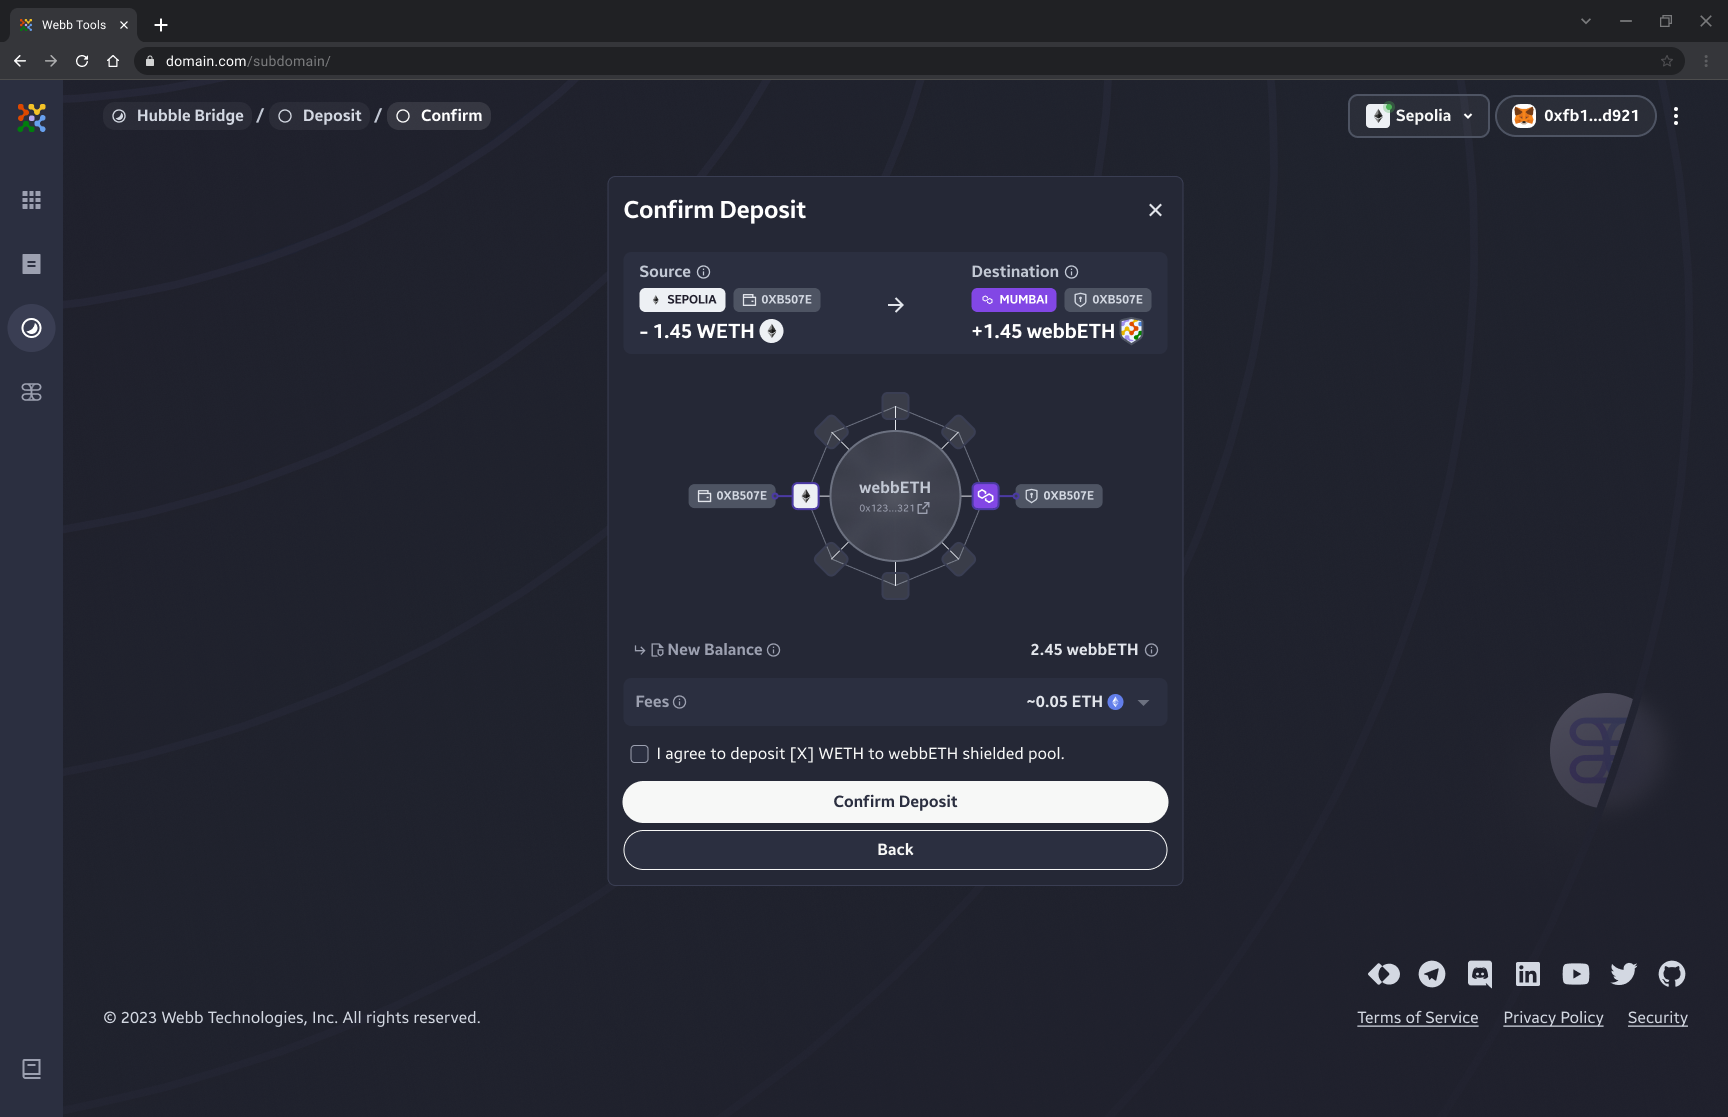 Webb Tools
domain.com/subdomain/
Hubble Bridge / Deposit / Confirm
Sepolia
0xfb1...d921
Confirm Deposit
Source
Destination
SEPOLIA 0XB507E
MUMBAI 0XB507E
- 1.45 WETH
+1.45 webbETH
webbETH
0x123...321
0XB507E
0XB507E
New Balance
2.45 webbETH
Fees
~0.05 ETH
I agree to deposit [X] WETH to webbETH shielded pool.
Confirm Deposit
Back
© 2023 Webb Technologies, Inc. All rights reserved.
Terms of Service
Privacy Policy
Security